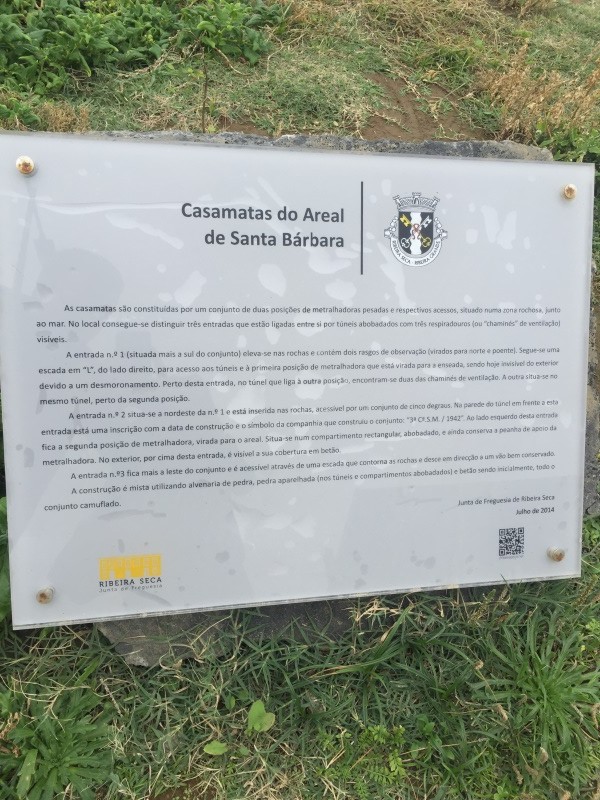 Casamatas do Areal
de Santa Bárbara
RIBEIRA SECA - RIBEIRA GRANDE
As casamatas são constituídas por um conjunto de duas posições de metralhadoras pesadas e respectivos acessos, situado numa zona rochosa, junto
ao mar. No local consegue-se distinguir três entradas que estão ligadas entre si por túneis abobadados com três respiradouros (ou "chaminés" de ventilação)
visíveis.
A entrada n.º 1 (situada mais a sul do conjunto) eleva-se nas rochas e contém dois rasgos de observação (virados para norte e poente). Segue-se uma
escada em "L", do lado direito, para acesso aos túneis e à primeira posição de metralhadora que está virada para a enseada, sendo hoje invisível do exterior
devido a um desmoronamento. Perto desta entrada, no túnel que liga à outra posição, encontram-se duas das chaminés de ventilação. A outra situa-se no
mesmo túnel, perto da segunda posição.
A entrada n.º 2 situa-se a nordeste da n.º 1 e está inserida nas rochas, acessível por um conjunto de cinco degraus. Na parede do túnel em frente a esta
entrada está uma inscrição com a data de construção e o símbolo da companhia que construiu o conjunto: "3ª Cª S.M. / 1942". Ao lado esquerdo desta entrada
fica a segunda posição de metralhadora, virada para o areal. Situa-se num compartimento rectangular, abobadado, e ainda conserva a peanha de apoio da
metralhadora. No exterior, por cima desta entrada, é visível a sua cobertura em betão.
A entrada n.º3 fica mais a leste do conjunto e é acessível através de uma escada que contorna as rochas e desce em direcção a um vão bem conservado.
A construção é mista utilizando alvenaria de pedra, pedra aparelhada (nos túneis e compartimentos abobadados) e betão sendo inicialmente, todo o
conjunto camuflado.
Junta de Freguesia de Ribeira Seca
Julho de 2014
RIBEIRA SECA
Junta de Freguesia